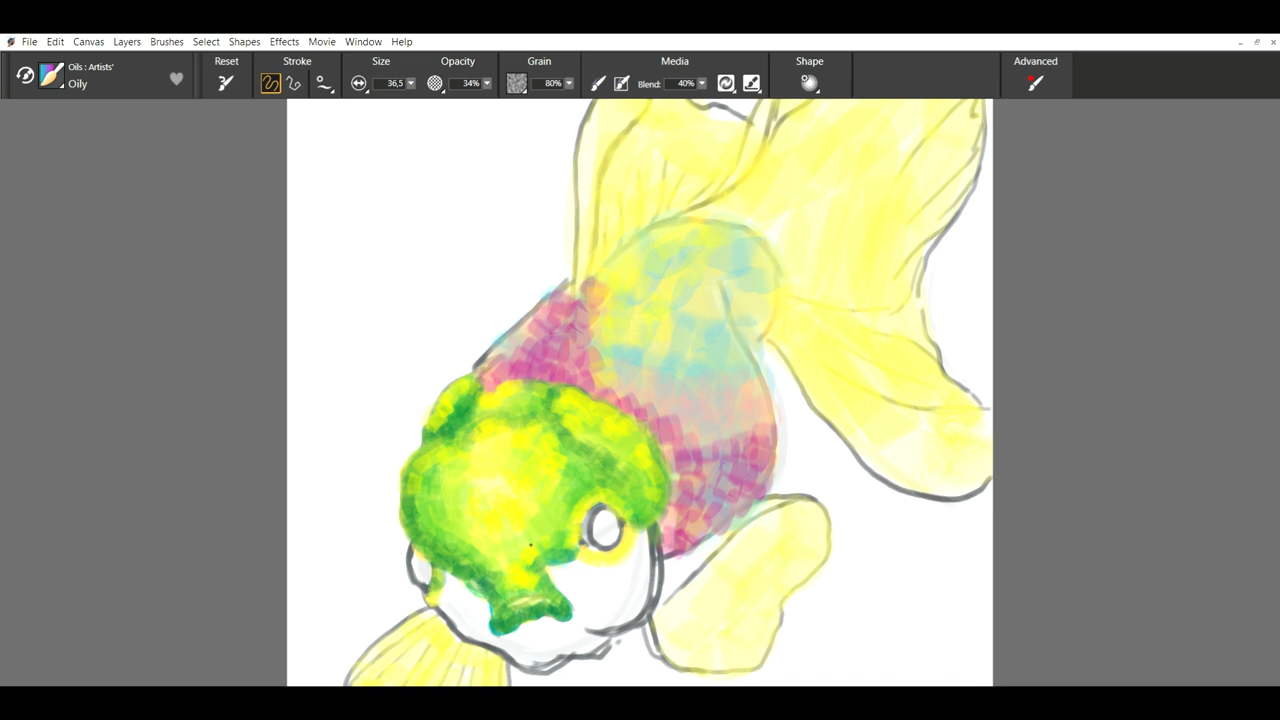 File Edit Canvas Layers Brushes Select Shapes Effects Movie Window Help
Oils : Artists' Reset Stroke Size Opacity Grain Media Shape Advanced
Oily 36,5 34% 80% Blend: 40%